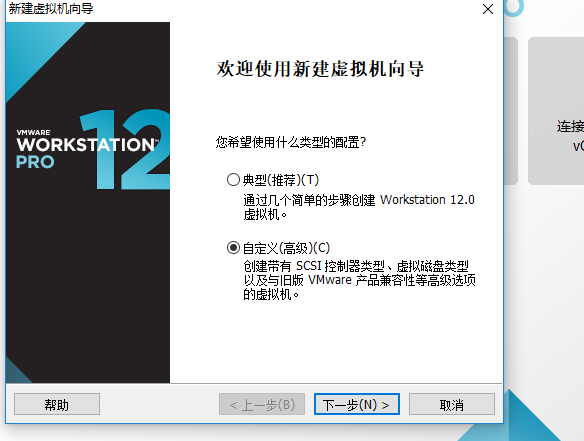 新建虚拟机向导
欢迎使用新建虚拟机向导
VMWARE
WORKSTATION™
PRO
12
您希望使用什么类型的配置?
典型(推荐)(T)
通过几个简单的步骤创建 Workstation 12.0
虚拟机。
自定义(高级)(C)
创建带有 SCSI 控制器类型、虚拟磁盘类型
以及与旧版 VMware 产品兼容性等高级选项
的虚拟机。
连接
帮助
< 上一步(B)
下一步(N) >
取消